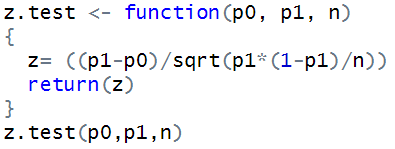 z.test <- function(p0, p1, n)
{
  z= ((p1-p0)/sqrt(p1*(1-p1)/n))
  return(z)
}
z.test(p0,p1,n)